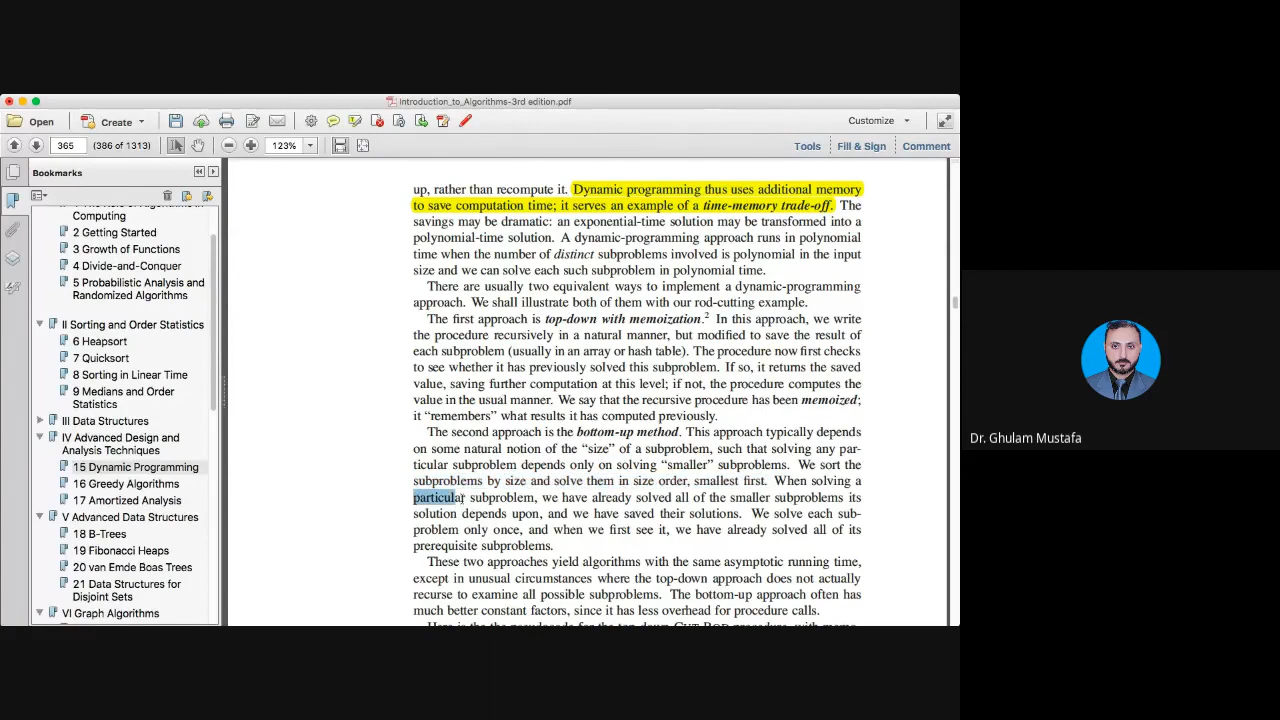 Introduction_to_Algorithms-3rd edition.pdf
Open
Create
Customize
365
(386 of 1313)
123%
Tools
Fill & Sign
Comment
Bookmarks
Computing
2 Getting Started
3 Growth of Functions
4 Divide-and-Conquer
5 Probabilistic Analysis and
Randomized Algorithms
II Sorting and Order Statistics
6 Heapsort
7 Quicksort
8 Sorting in Linear Time
9 Medians and Order
Statistics
III Data Structures
IV Advanced Design and
Analysis Techniques
15 Dynamic Programming
16 Greedy Algorithms
17 Amortized Analysis
V Advanced Data Structures
18 B-Trees
19 Fibonacci Heaps
20 van Emde Boas Trees
21 Data Structures for
Disjoint Sets
VI Graph Algorithms
up, rather than recompute it. Dynamic programming thus uses additional memory
to save computation time; it serves an example of a time-memory trade-off. The
savings may be dramatic: an exponential-time solution may be transformed into a
polynomial-time solution. A dynamic-programming approach runs in polynomial
time when the number of distinct subproblems involved is polynomial in the input
size and we can solve each such subproblem in polynomial time.
There are usually two equivalent ways to implement a dynamic-programming
approach. We shall illustrate both of them with our rod-cutting example.
The first approach is top-down with memoization.2 In this approach, we write
the procedure recursively in a natural manner, but modified to save the result of
each subproblem (usually in an array or hash table). The procedure now first checks
to see whether it has previously solved this subproblem. If so, it returns the saved
value, saving further computation at this level; if not, the procedure computes the
value in the usual manner. We say that the recursive procedure has been memoized;
it “remembers” what results it has computed previously.
The second approach is the bottom-up method. This approach typically depends
on some natural notion of the “size” of a subproblem, such that solving any par-
ticular subproblem depends only on solving “smaller” subproblems. We sort the
subproblems by size and solve them in size order, smallest first. When solving a
particular subproblem, we have already solved all of the smaller subproblems its
solution depends upon, and we have saved their solutions. We solve each sub-
problem only once, and when we first see it, we have already solved all of its
prerequisite subproblems.
These two approaches yield algorithms with the same asymptotic running time,
except in unusual circumstances where the top-down approach does not actually
recurse to examine all possible subproblems. The bottom-up approach often has
much better constant factors, since it has less overhead for procedure calls.
Dr. Ghulam Mustafa